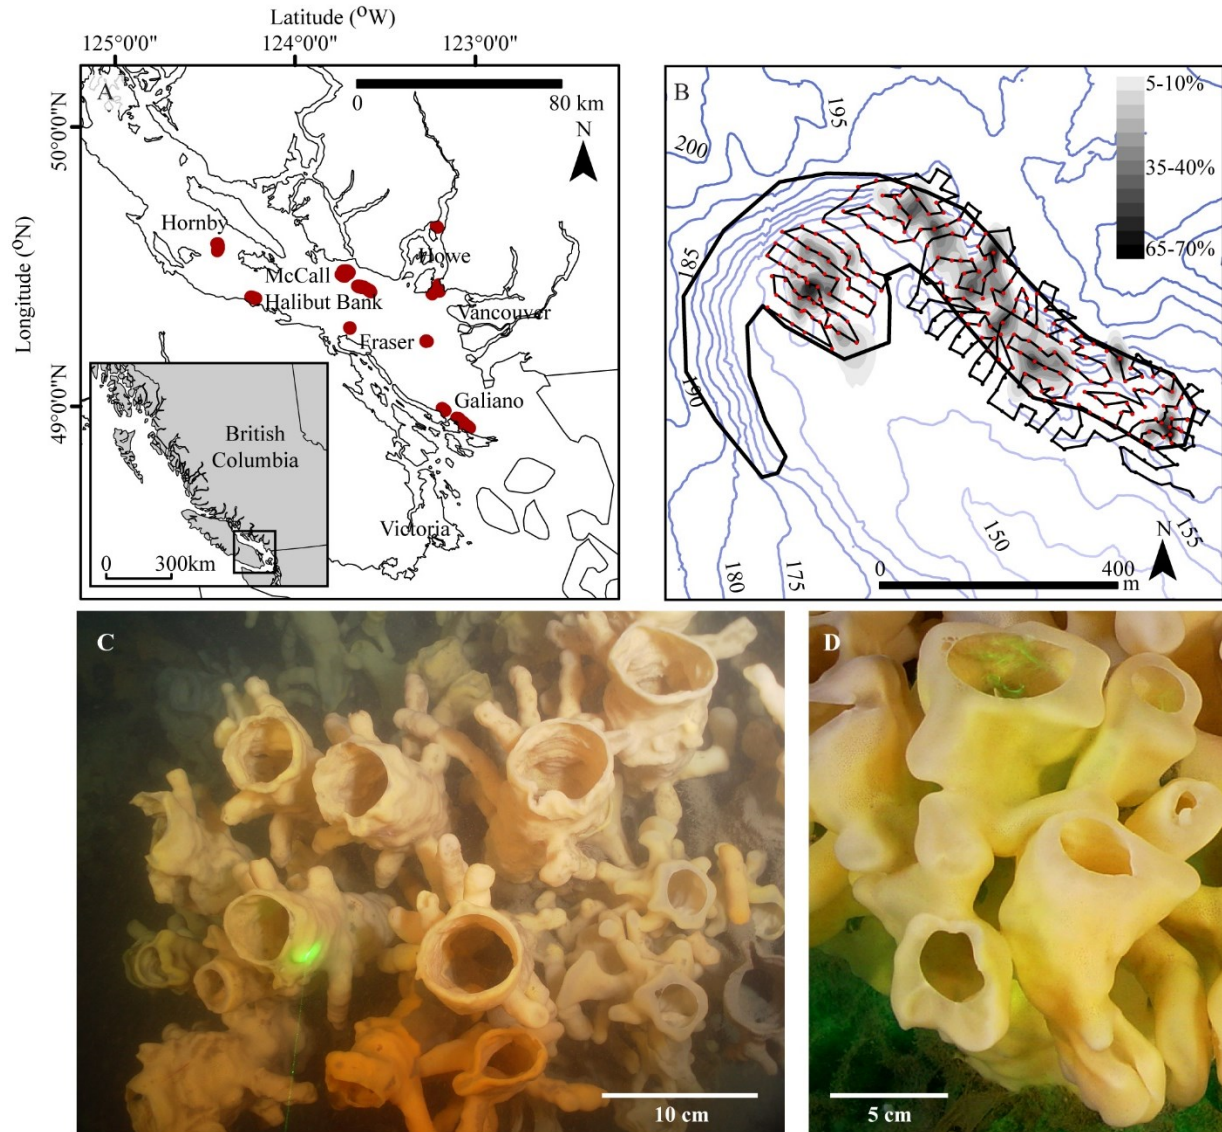 Latitude (⁰W)
125°0'0"
124°0'0"
123°0'0"
Longitude (⁰N)
50°0'0"N
49°0'0"N
A
0 80 km
N
Hornby
Howe
McCall
Halibut Bank
Vancouver
Fraser
Galiano
Victoria
British
Columbia
0 300km
B
195
200
185
190
180
175
150
155
5-10%
35-40%
65-70%
N
0 400
m
C
10 cm
D
5 cm